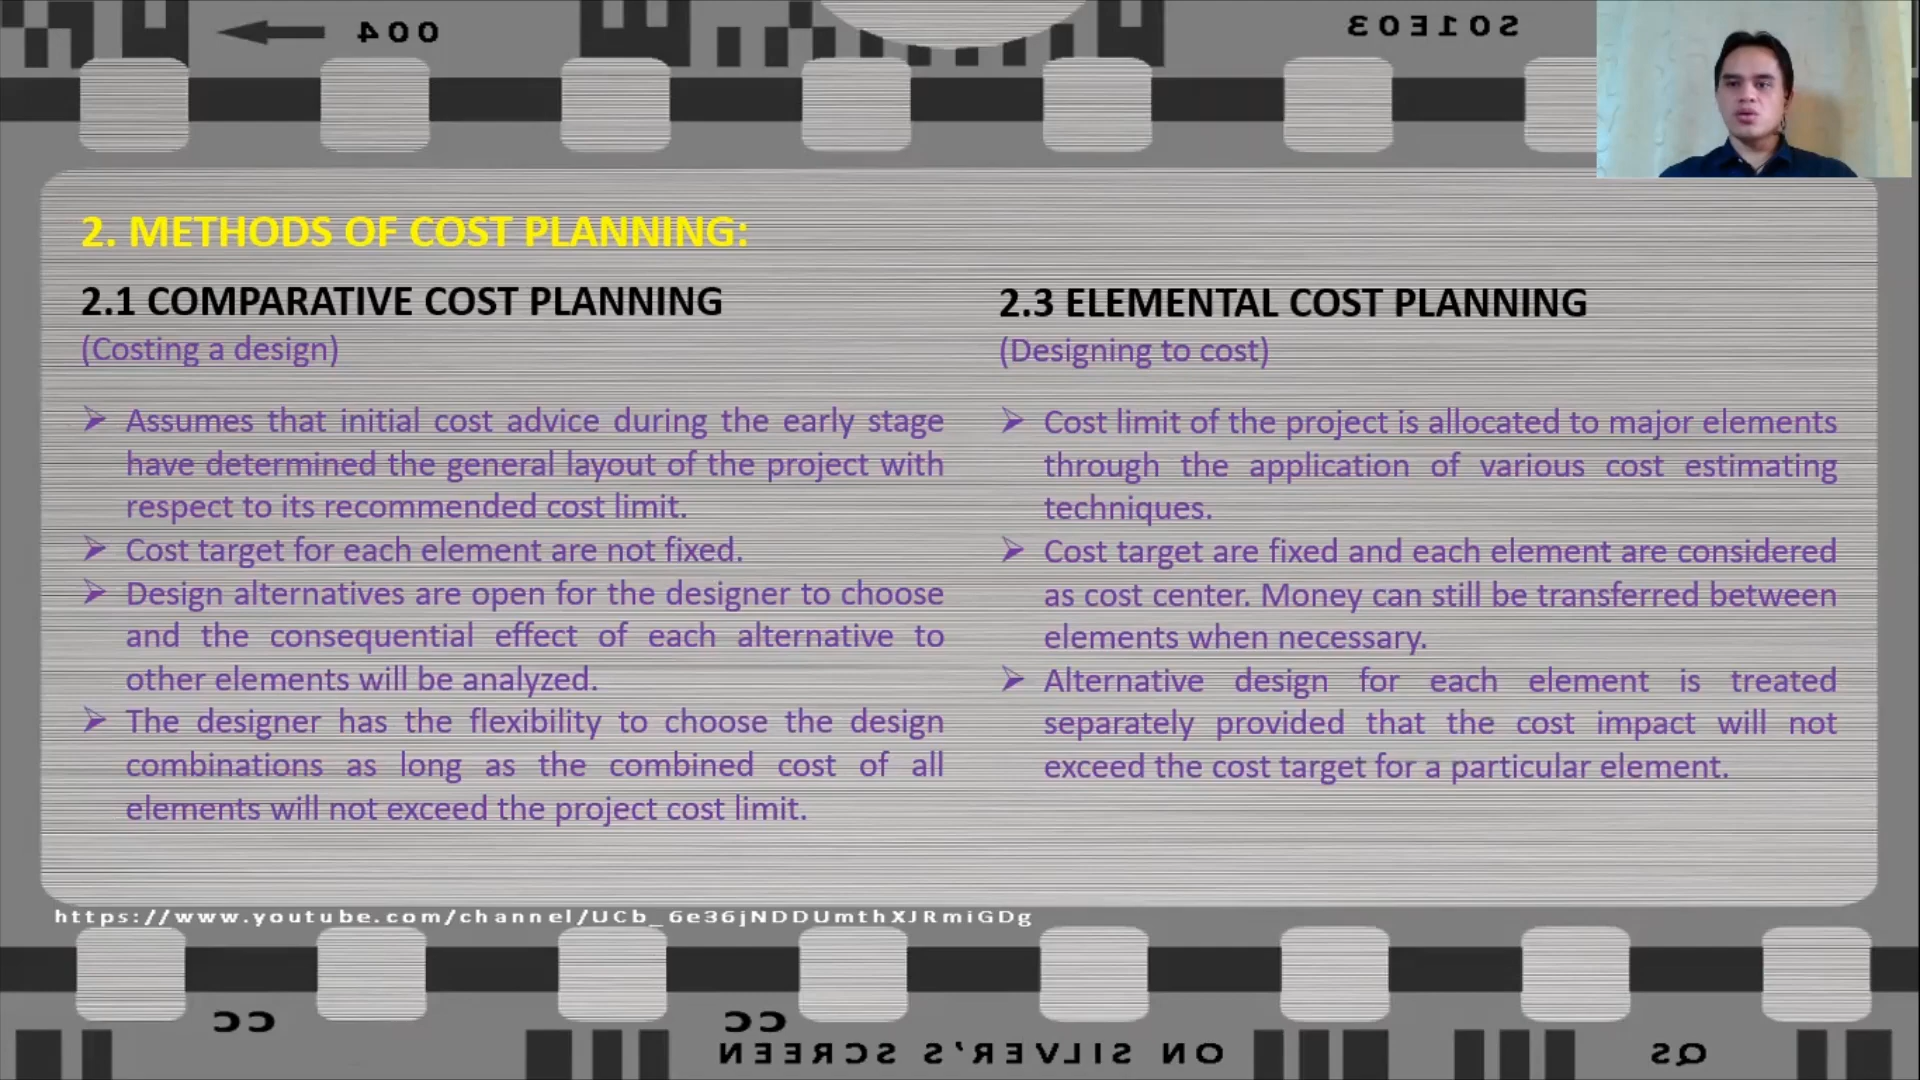 004
S01E03
2. METHODS OF COST PLANNING:
2.1 COMPARATIVE COST PLANNING
(Costing a design)
➢ Assumes that initial cost advice during the early stage
have determined the general layout of the project with
respect to its recommended cost limit.
➢ Cost target for each element are not fixed.
➢ Design alternatives are open for the designer to choose
and the consequential effect of each alternative to
other elements will be analyzed.
➢ The designer has the flexibility to choose the design
combinations as long as the combined cost of all
elements will not exceed the project cost limit.
2.3 ELEMENTAL COST PLANNING
(Designing to cost)
➢ Cost limit of the project is allocated to major elements
through the application of various cost estimating
techniques.
➢ Cost target are fixed and each element are considered
as cost center. Money can still be transferred between
elements when necessary.
➢ Alternative design for each element is treated
separately provided that the cost impact will not
exceed the cost target for a particular element.
https://www.youtube.com/channel/UCb_6e36jNDDUmthXJRmiGDg
CC
CC
ON SILVER'S SCREEN
QS